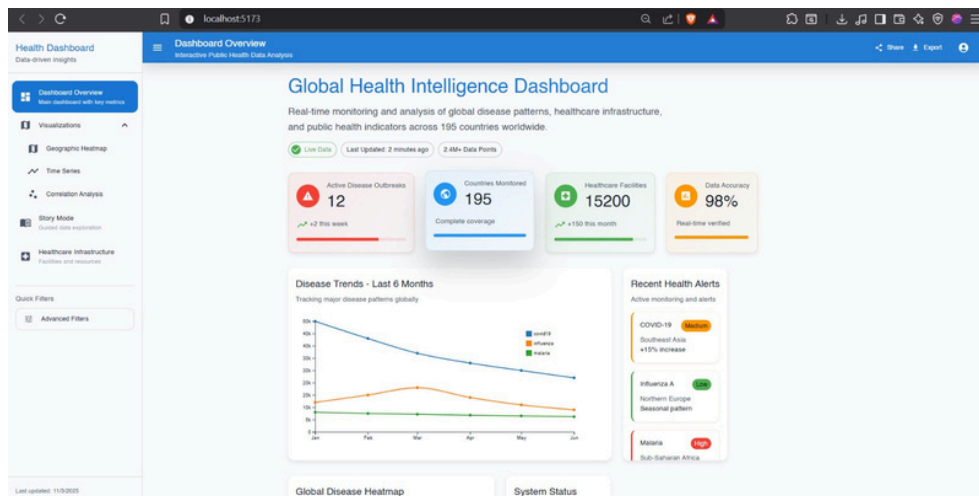 localhost:5173
Health Dashboard
Data-driven insights
Dashboard Overview
Main dashboard with key metrics
Visualizations
Geographic Heatmap
Time Series
Correlation Analysis
Story Mode
Guided data exploration
Healthcare Infrastructure
Facilities and resources
Quick Filters
Advanced Filters
Last updated: 11/3/2025
Dashboard Overview
Interactive Public Health Data Analysis
Share
Export
Global Health Intelligence Dashboard
Real-time monitoring and analysis of global disease patterns, healthcare infrastructure,
and public health indicators across 195 countries worldwide.
Live Data
Last Updated: 2 minutes ago
2.4M+ Data Points
Active Disease Outbreaks
12
+2 this week
Countries Monitored
195
Complete coverage
Healthcare Facilities
15200
+150 this month
Data Accuracy
98%
Real-time verified
Disease Trends - Last 6 Months
Tracking major disease patterns globally
50k
45k
40k
35k
30k
25k
20k
15k
10k
5k
0
Jan
Feb
Mar
Apr
May
Jun
covid19
influenza
malaria
Recent Health Alerts
Active monitoring and alerts
COVID-19
Medium
Southeast Asia
+15% increase
Influenza A
Low
Northern Europe
Seasonal pattern
Malaria
High
Sub-Saharan Africa
Global Disease Heatmap
System Status